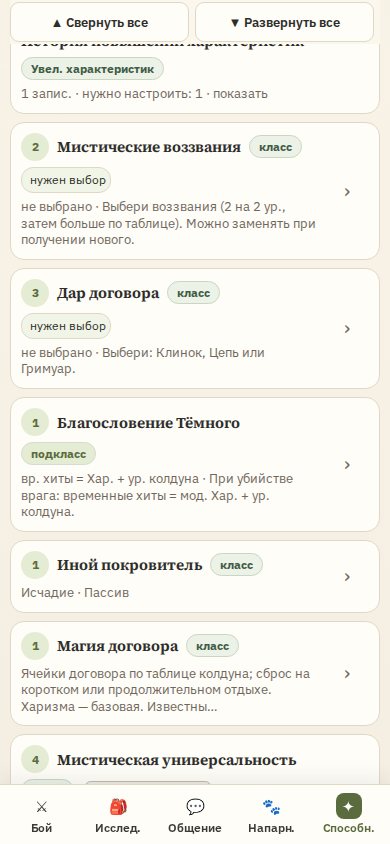 ▲ Свернуть все
▼ Развернуть все
История повышений характеристик
Увел. характеристик
1 запис. · нужно настроить: 1 · показать
2 Мистические воззвания класс
нужен выбор
не выбрано · Выбери воззвания (2 на 2 ур.,
затем больше по таблице). Можно заменять при
получении нового.
3 Дар договора класс
нужен выбор
не выбрано · Выбери: Клинок, Цепь или
Гримуар.
1 Благословение Тёмного
подкласс
вр. хиты = Хар. + ур. колдуна · При убийстве
врага: временные хиты = мод. Хар. + ур.
колдуна.
1 Иной покровитель класс
Исчадие · Пассив
1 Магия договора класс
Ячейки договора по таблице колдуна; сброс на
коротком или продолжительном отдыхе.
Харизма — базовая. Известны...
4 Мистическая универсальность
Бой
Исслед.
Общение
Напарн.
Способн.